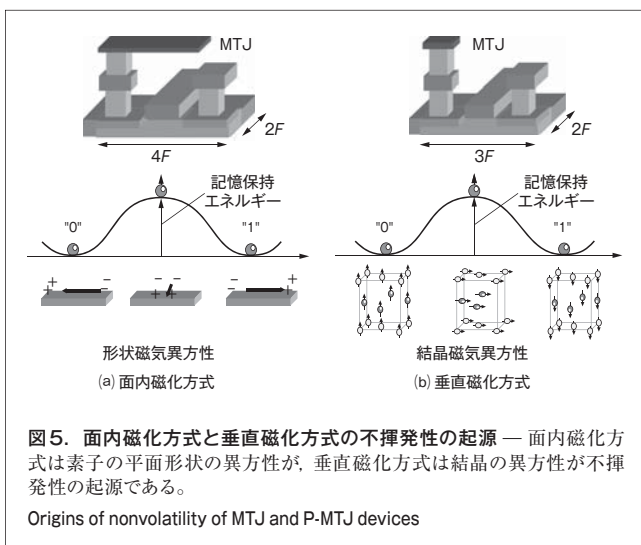 MTJ
2F
4F
記憶保持
エネルギー
"0"
"1"
+ + − − − + + − +
形状磁気異方性
(a) 面内磁化方式
MTJ
2F
3F
記憶保持
エネルギー
"0"
"1"
結晶磁気異方性
(b) 垂直磁化方式
図5. 面内磁化方式と垂直磁化方式の不揮発性の起源 — 面内磁化方
式は素子の平面形状の異方性が, 垂直磁化方式は結晶の異方性が不揮
発性の起源である。
Origins of nonvolatility of MTJ and P-MTJ devices